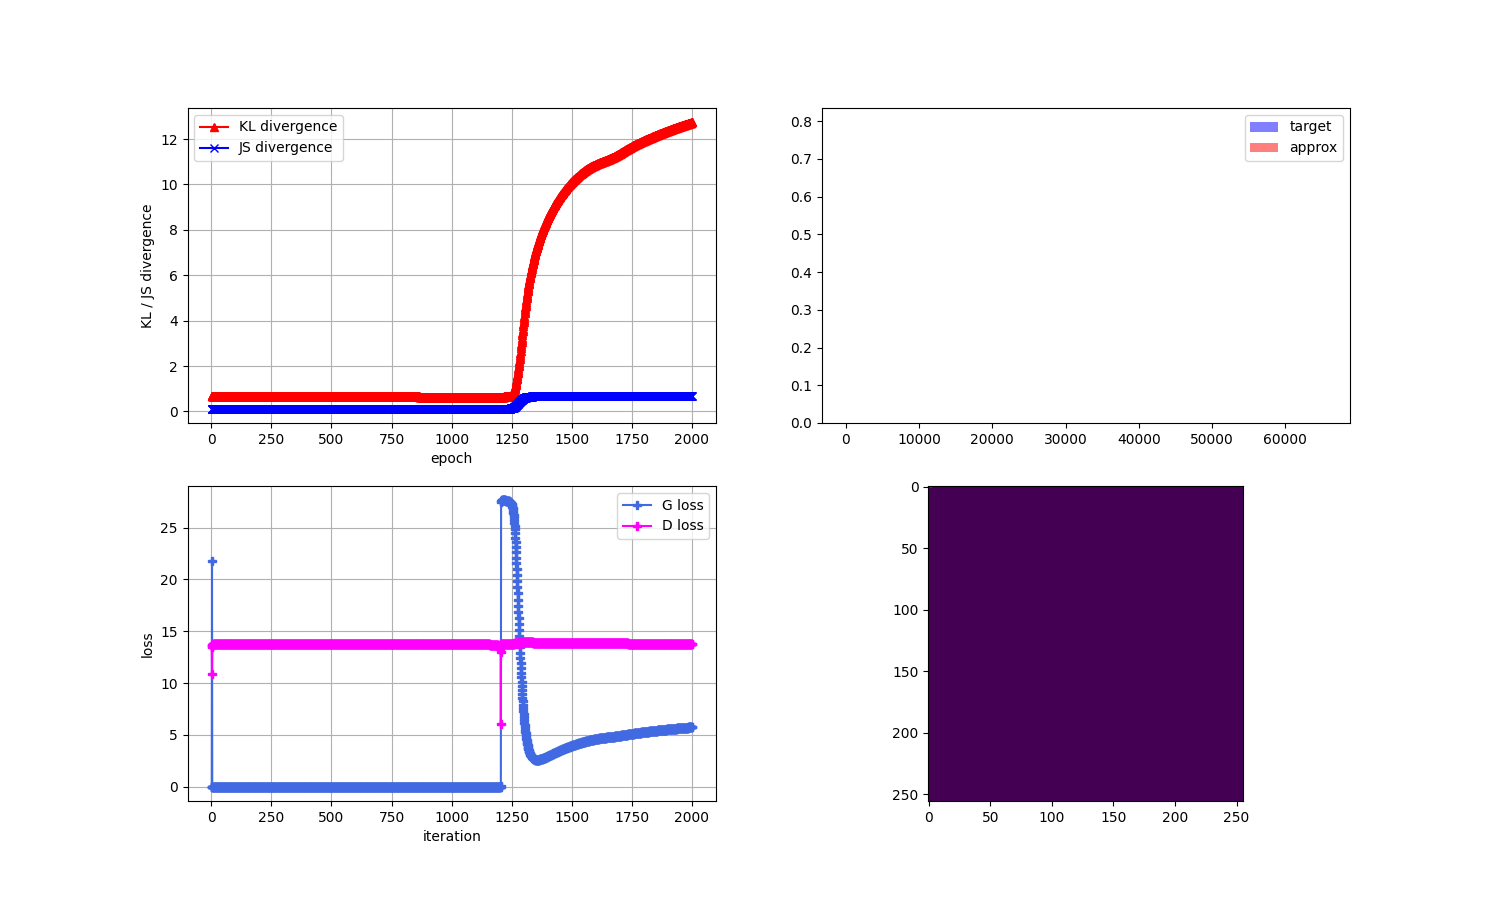 KL divergence
JS divergence
12
10
8
6
4
2
0
KL / JS divergence
0 250 500 750 1000 1250 1500 1750 2000
epoch
target
approx
0.8
0.7
0.6
0.5
0.4
0.3
0.2
0.1
0.0
0 10000 20000 30000 40000 50000 60000
G loss
D loss
25
20
15
10
5
0
loss
0 250 500 750 1000 1250 1500 1750 2000
iteration
0
50
100
150
200
250
0 50 100 150 200 250